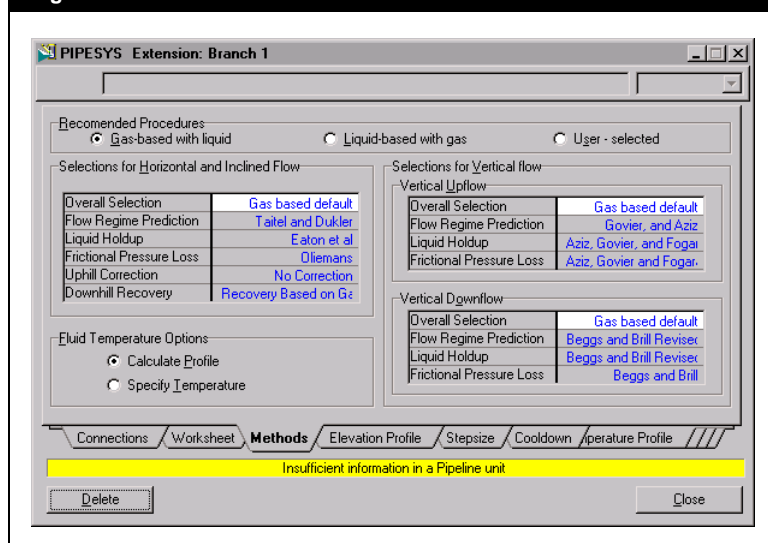 PIPESYS Extension: Branch 1
Recomended Procedures
Gas-based with liquid Liquid-based with gas User - selected
Selections for Horizontal and Inclined Flow
Overall Selection Gas based default
Flow Regime Prediction Taitel and Dukler
Liquid Holdup Eaton et al
Frictional Pressure Loss Oliemans
Uphill Correction No Correction
Downhill Recovery Recovery Based on Ga
Fluid Temperature Options
Calculate Profile
Specify Temperature
Selections for Vertical flow
Vertical Upflow
Overall Selection Gas based default
Flow Regime Prediction Govier, and Aziz
Liquid Holdup Aziz, Govier, and Fogar
Frictional Pressure Loss Aziz, Govier and Fogar
Vertical Downflow
Overall Selection Gas based default
Flow Regime Prediction Beggs and Brill Revised
Liquid Holdup Beggs and Brill Revised
Frictional Pressure Loss Beggs and Brill
Connections Worksheet Methods Elevation Profile Stepsize Cooldown perature Profile
Insufficient information in a Pipeline unit
Delete Close